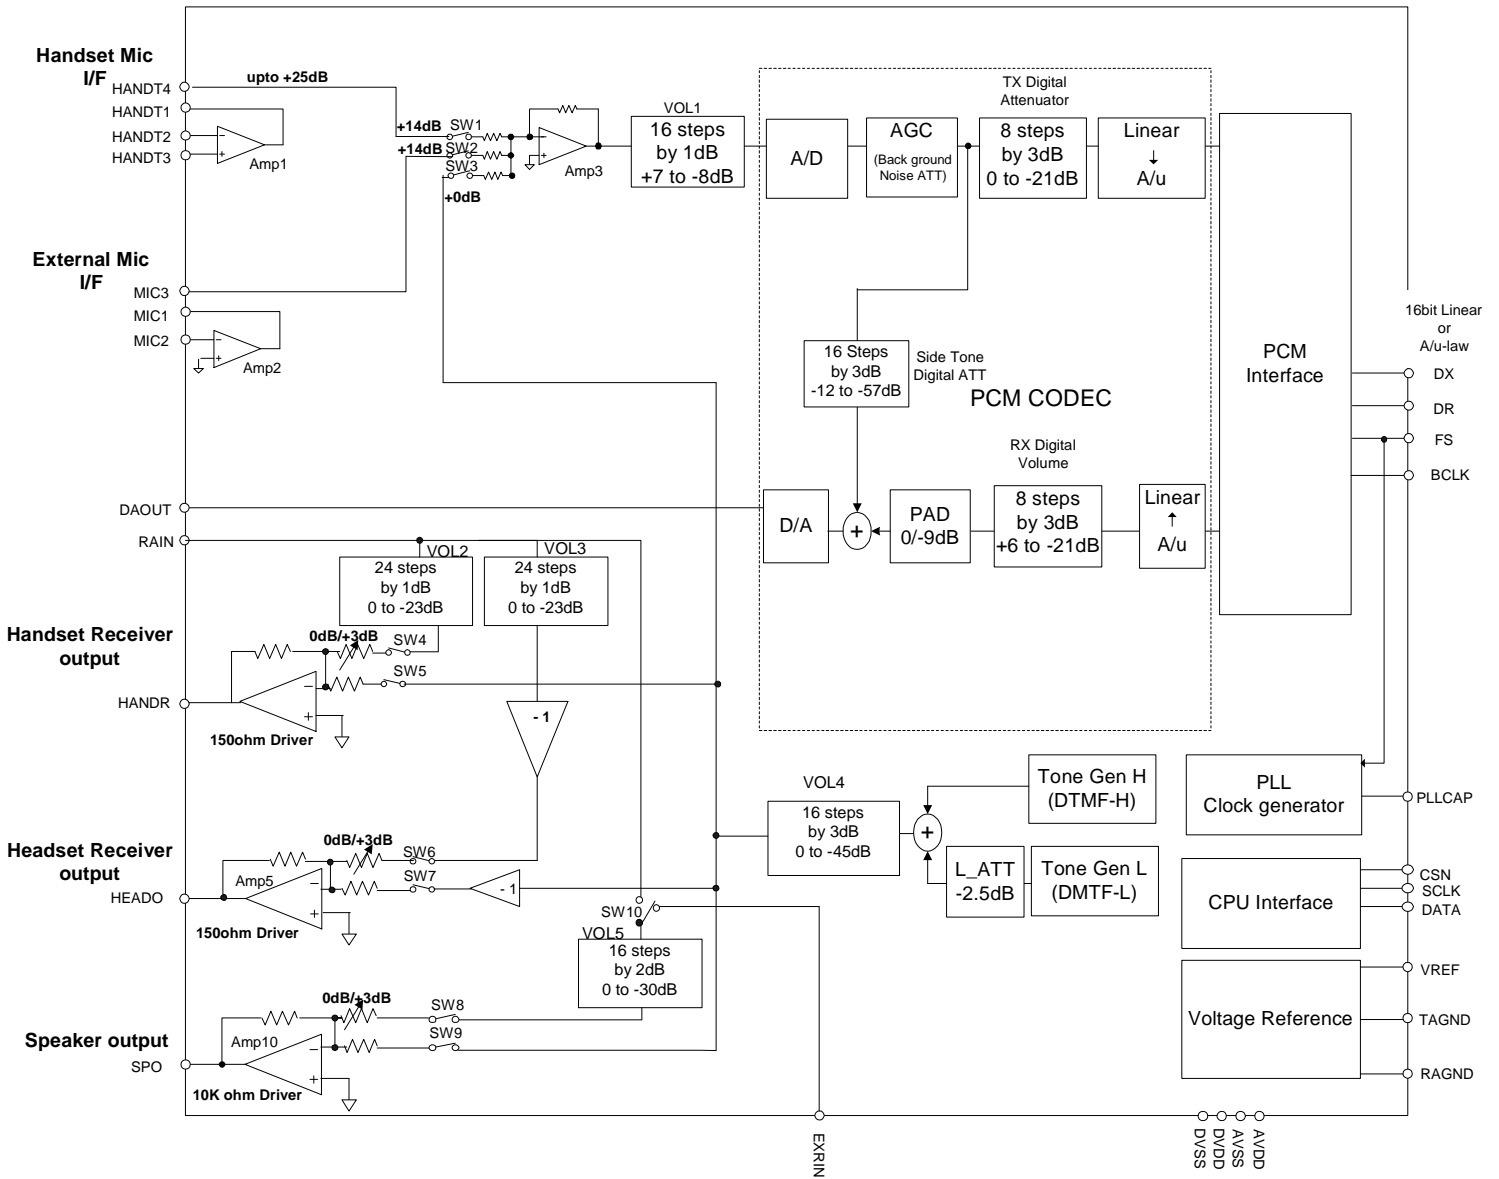 Handset Mic
I/F
HANDT4
HANDT1
HANDT2
HANDT3
upto +25dB
Amp1
+14dB
SW1
+14dB
SW2
SW3
+0dB
Amp3
VOL1
16 steps
by 1dB
+7 to -8dB
A/D
AGC
(Back ground
Noise ATT)
TX Digital
Attenuator
8 steps
by 3dB
0 to -21dB
Linear
↓
A/u
External Mic
I/F
MIC3
MIC1
MIC2
Amp2
16 Steps
by 3dB
-12 to -57dB
Side Tone
Digital ATT
PCM CODEC
PCM
Interface
16bit Linear
or
A/u-law
DX
DR
FS
BCLK
RX Digital
Volume
DAOUT
RAIN
D/A
+
PAD
0/-9dB
8 steps
by 3dB
+6 to -21dB
Linear
↑
A/u
VOL2
24 steps
by 1dB
0 to -23dB
VOL3
24 steps
by 1dB
0 to -23dB
Handset Receiver
output
HANDR
0dB/+3dB
SW4
SW5
−
+
150ohm Driver
- 1
VOL4
16 steps
by 3dB
0 to -45dB
+
Tone Gen H
(DTMF-H)
L_ATT
-2.5dB
Tone Gen L
(DMTF-L)
PLL
Clock generator
PLLCAP
Headset Receiver
output
HEADO
0dB/+3dB
SW6
SW7
Amp5
−
+
- 1
150ohm Driver
SW10
VOL5
16 steps
by 2dB
0 to -30dB
CPU Interface
CSN
SCLK
DATA
Speaker output
SPO
0dB/+3dB
SW8
SW9
Amp10
−
+
10K ohm Driver
Voltage Reference
VREF
TAGND
RAGND
EXRIN
DVSS
DVDD
AVSS
AVDD